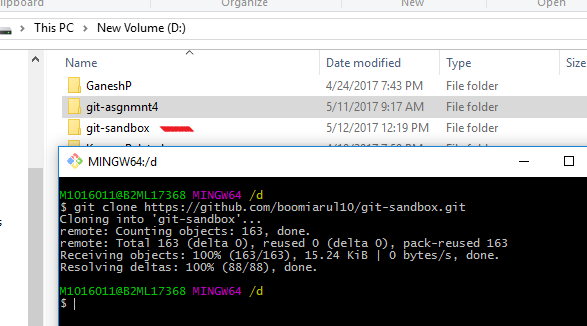 Clipboard Organize New Open
This PC > New Volume (D:)
Name Date modified Type Size
GaneshP 4/24/2017 7:43 PM File folder
git-asgnmnt4 5/11/2017 9:17 AM File folder
git-sandbox 5/12/2017 12:19 PM File folder
MINGW64:/d
M1016011@B2ML17368 MINGW64 /d
$ git clone https://github.com/boomiarul10/git-sandbox.git
Cloning into 'git-sandbox'...
remote: Counting objects: 163, done.
remote: Total 163 (delta 0), reused 0 (delta 0), pack-reused 163
Receiving objects: 100% (163/163), 15.24 KiB | 0 bytes/s, done.
Resolving deltas: 100% (88/88), done.
M1016011@B2ML17368 MINGW64 /d
$